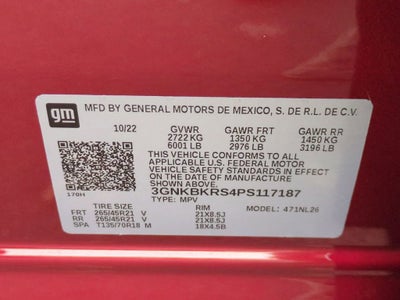 gm MFD BY GENERAL MOTORS DE MEXICO, S. DE R.L. DE C.V.
10/22 GVWR GAWR FRT GAWR RR
2722 KG 1350 KG 1450 KG
6001 LB 2976 LB 3196 LB
THIS VEHICLE CONFORMS TO ALL
APPLICABLE U.S. FEDERAL MOTOR
VEHICLE SAFETY STANDARDS IN EFFECT
ON THE DATE OF MANUFACTURE
SHOWN ABOVE.
170H 3GNKBKRS4PS117187
TYPE: MPV MODEL: 471NL26
TIRE SIZE RIM
FRT 265/45R21 V 21X8.5J
RR 265/45R21 V 21X8.5J
SPA T135/70R18 M 18X4.5B